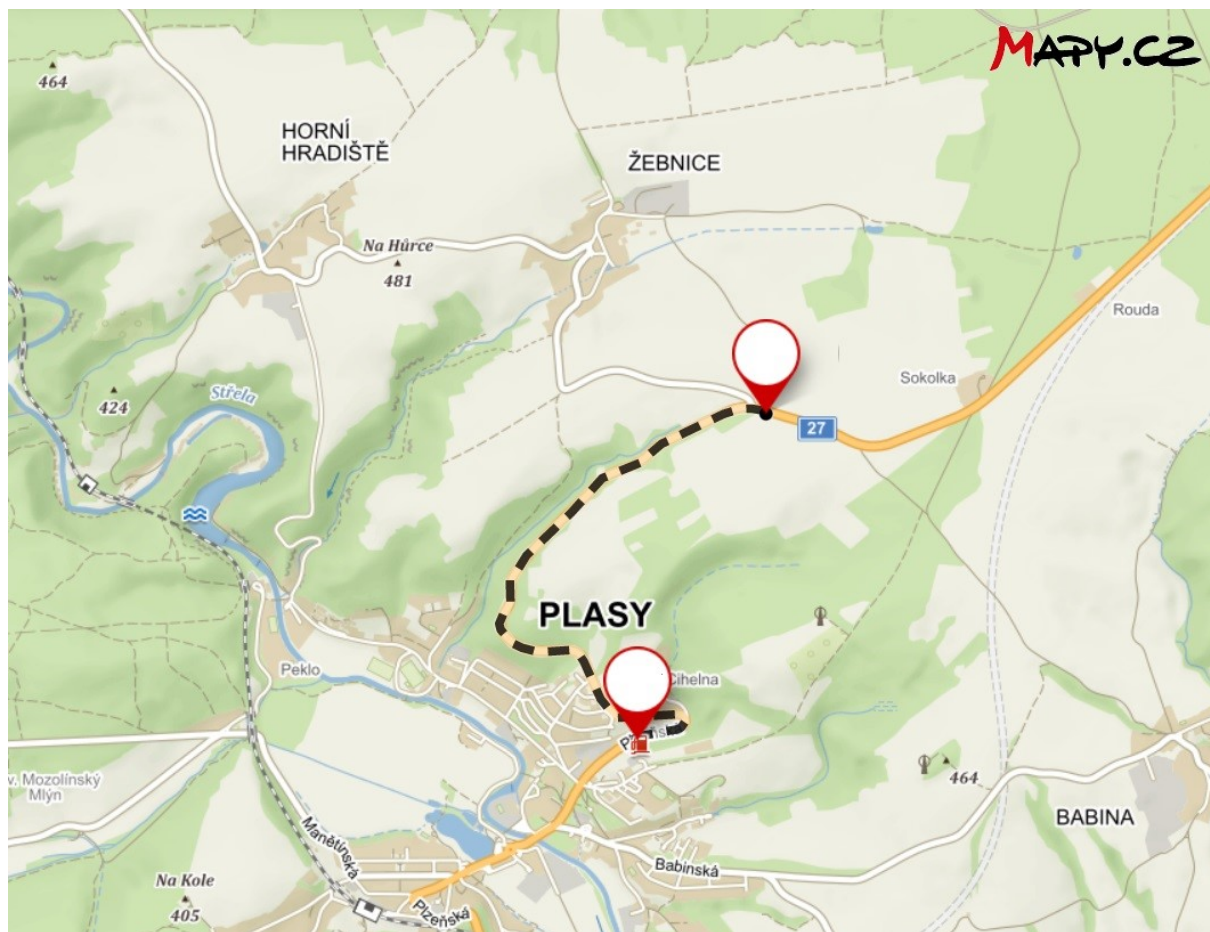 MAPY.CZ
464
HORNÍ
HRADIŠTĚ
ŽEBNICE
Na Hůrce
481
Rouda
Sokolka
424
Střela
27
PLASY
Peklo
Cihelna
v. Mozolínský
Mlýn
464
BABINA
Manětínská
Babinská
Na Kole
405
Plzeňská